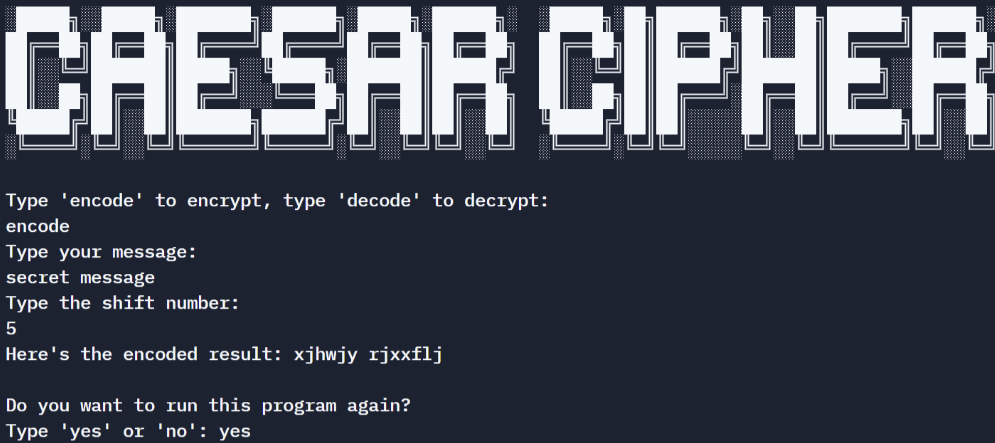 CAESAR CIPHER
Type 'encode' to encrypt, type 'decode' to decrypt:
encode
Type your message:
secret message
Type the shift number:
5
Here's the encoded result: xjhwjy rjxxflj
Do you want to run this program again?
Type 'yes' or 'no': yes